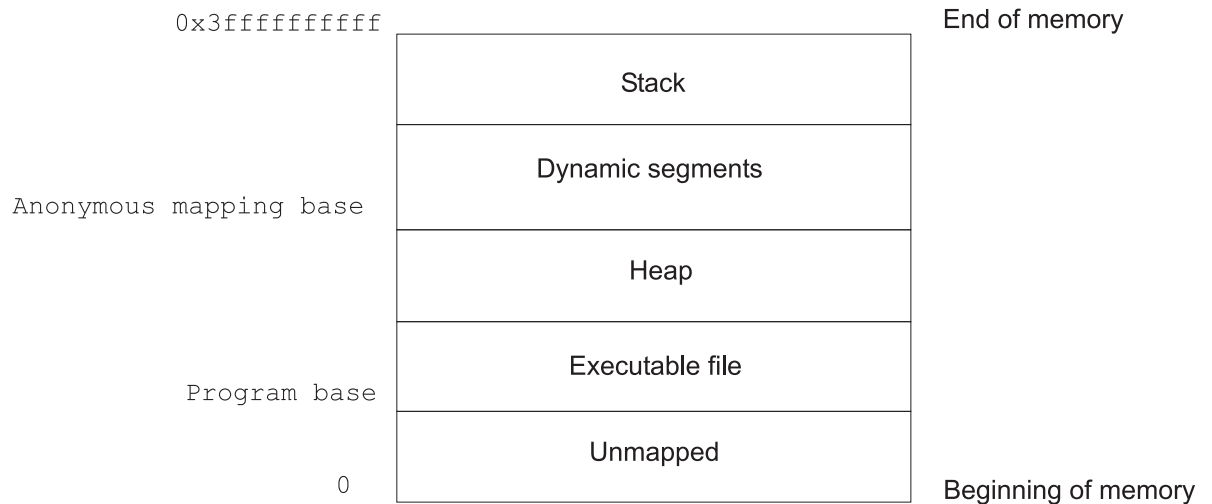 0x3ffffffffff
End of memory
Stack
Dynamic segments
Anonymous mapping base
Heap
Executable file
Program base
Unmapped
0
Beginning of memory